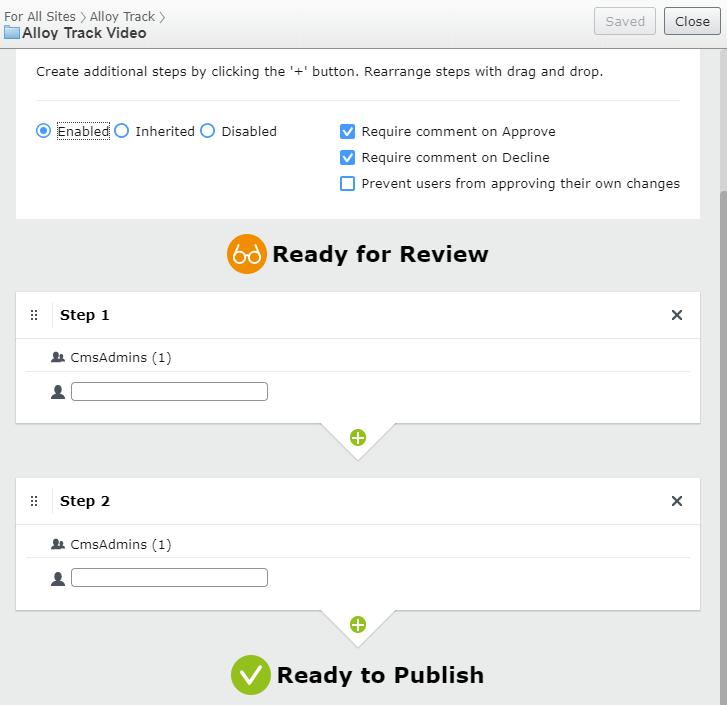 For All Sites > Alloy Track >
Alloy Track Video
Saved
Close
Create additional steps by clicking the '+' button. Rearrange steps with drag and drop.
Enabled Inherited Disabled
Require comment on Approve
Require comment on Decline
Prevent users from approving their own changes
Ready for Review
Step 1
CmsAdmins (1)
Step 2
CmsAdmins (1)
Ready to Publish